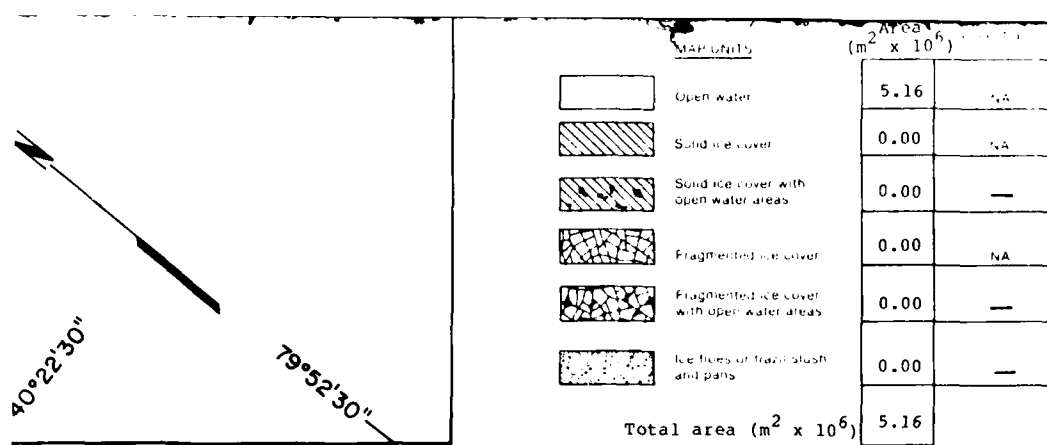 Area
MAP UNITS (m² x 10⁶)
Open water 5.16 NA
Solid ice cover 0.00 NA
Solid ice cover with
open water areas 0.00 —
Fragmented ice cover 0.00 NA
Fragmented ice cover
with open water areas 0.00 —
Ice floes or frazil slush
and pans 0.00 —
Total area (m² x 10⁶) 5.16
N
40°22'30"
79°52'30"